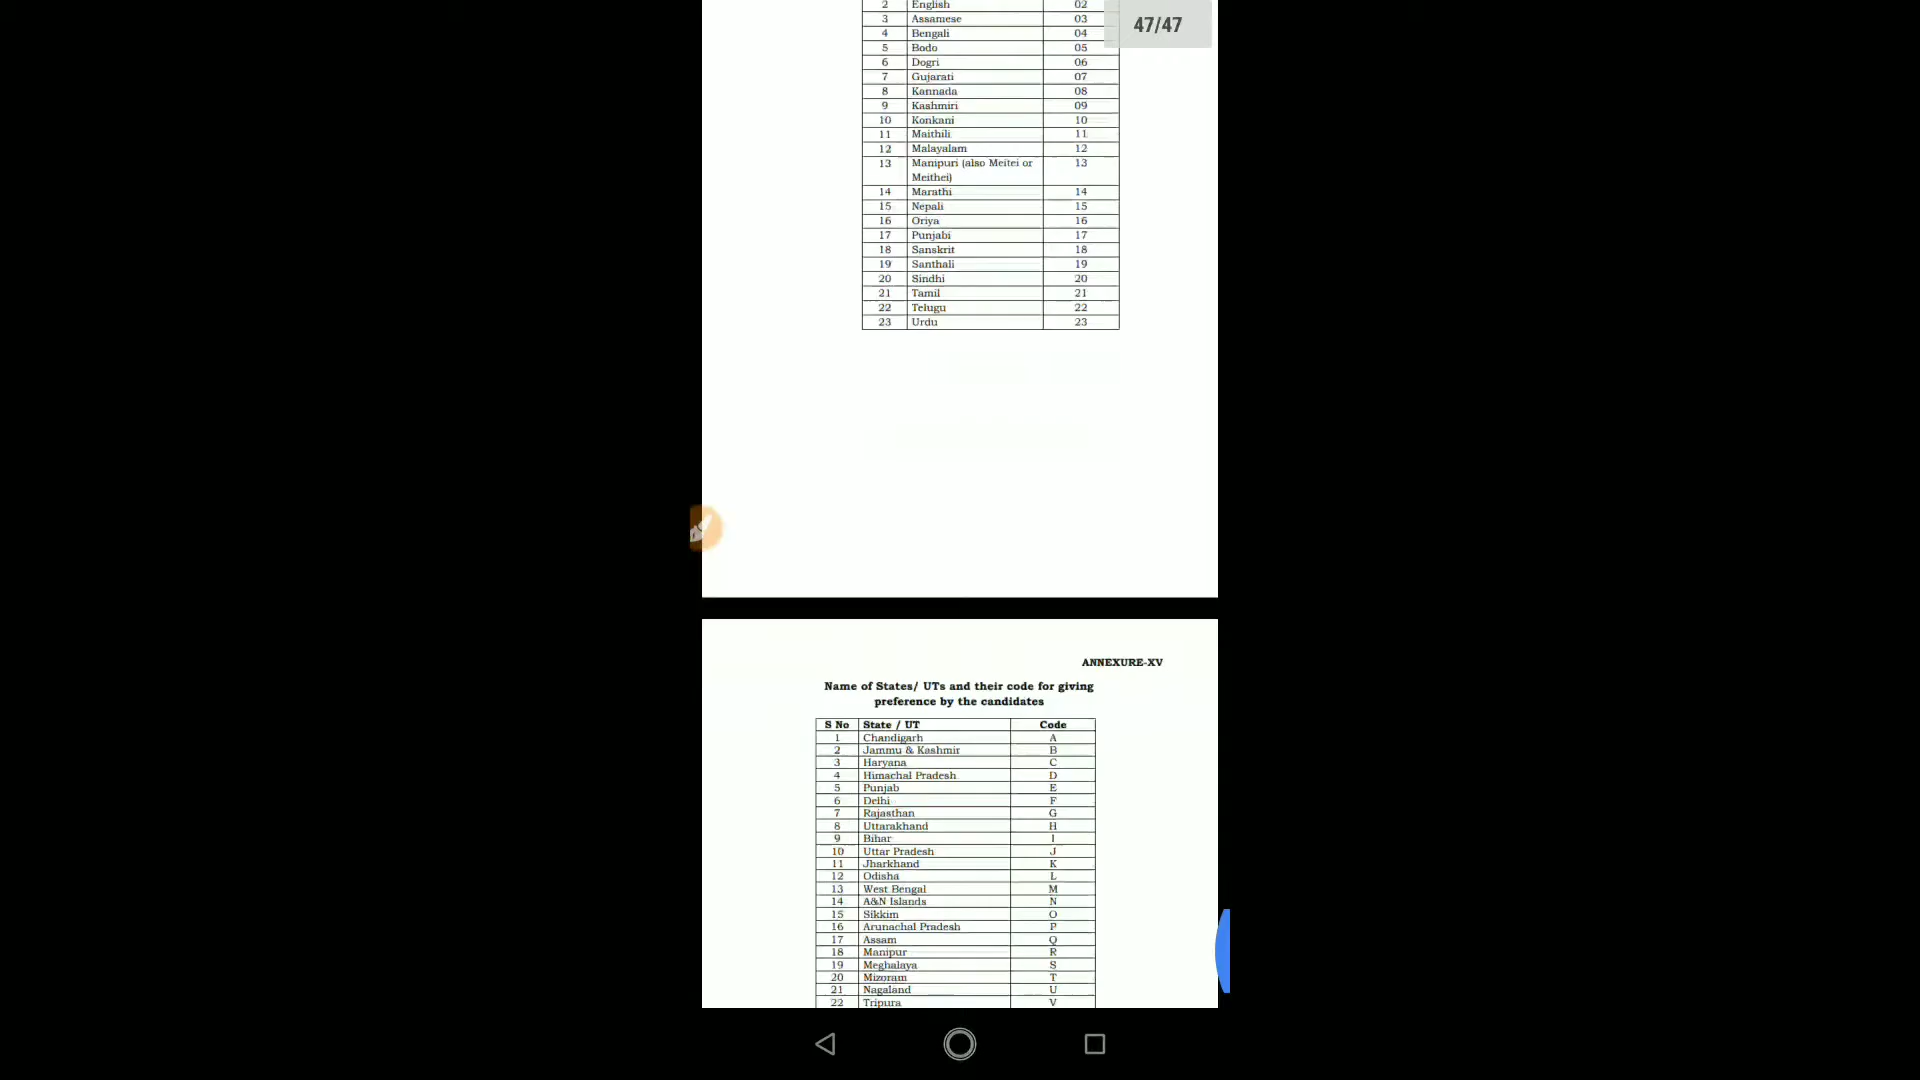 47/47
2 English 02
3 Assamese 03
4 Bengali 04
5 Bodo 05
6 Dogri 06
7 Gujarati 07
8 Kannada 08
9 Kashmiri 09
10 Konkani 10
11 Maithili 11
12 Malayalam 12
13 Manipuri (also Meitei or 13
Meithei)
14 Marathi 14
15 Nepali 15
16 Oriya 16
17 Punjabi 17
18 Sanskrit 18
19 Santhali 19
20 Sindhi 20
21 Tamil 21
22 Telugu 22
23 Urdu 23
ANNEXURE-XV
Name of States/ UTs and their code for giving
preference by the candidates
S No State / UT Code
1 Chandigarh A
2 Jammu & Kashmir B
3 Haryana C
4 Himachal Pradesh D
5 Punjab E
6 Delhi F
7 Rajasthan G
8 Uttarakhand H
9 Bihar I
10 Uttar Pradesh J
11 Jharkhand K
12 Odisha L
13 West Bengal M
14 A&N Islands N
15 Sikkim O
16 Arunachal Pradesh P
17 Assam Q
18 Manipur R
19 Meghalaya S
20 Mizoram T
21 Nagaland U
22 Tripura V